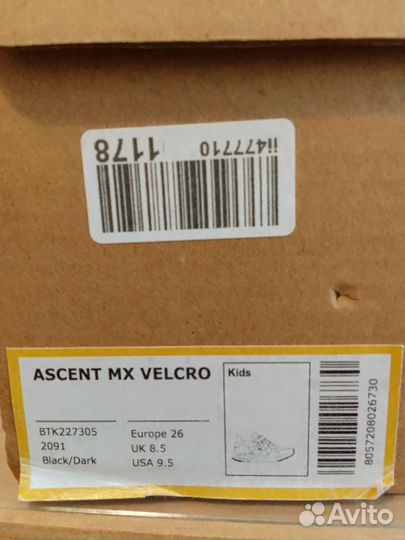 ii477710 1178
ASCENT MX VELCRO
Kids
BTK227305
2091
Black/Dark
Europe 26
UK 8.5
USA 9.5
8057208026730
Avito